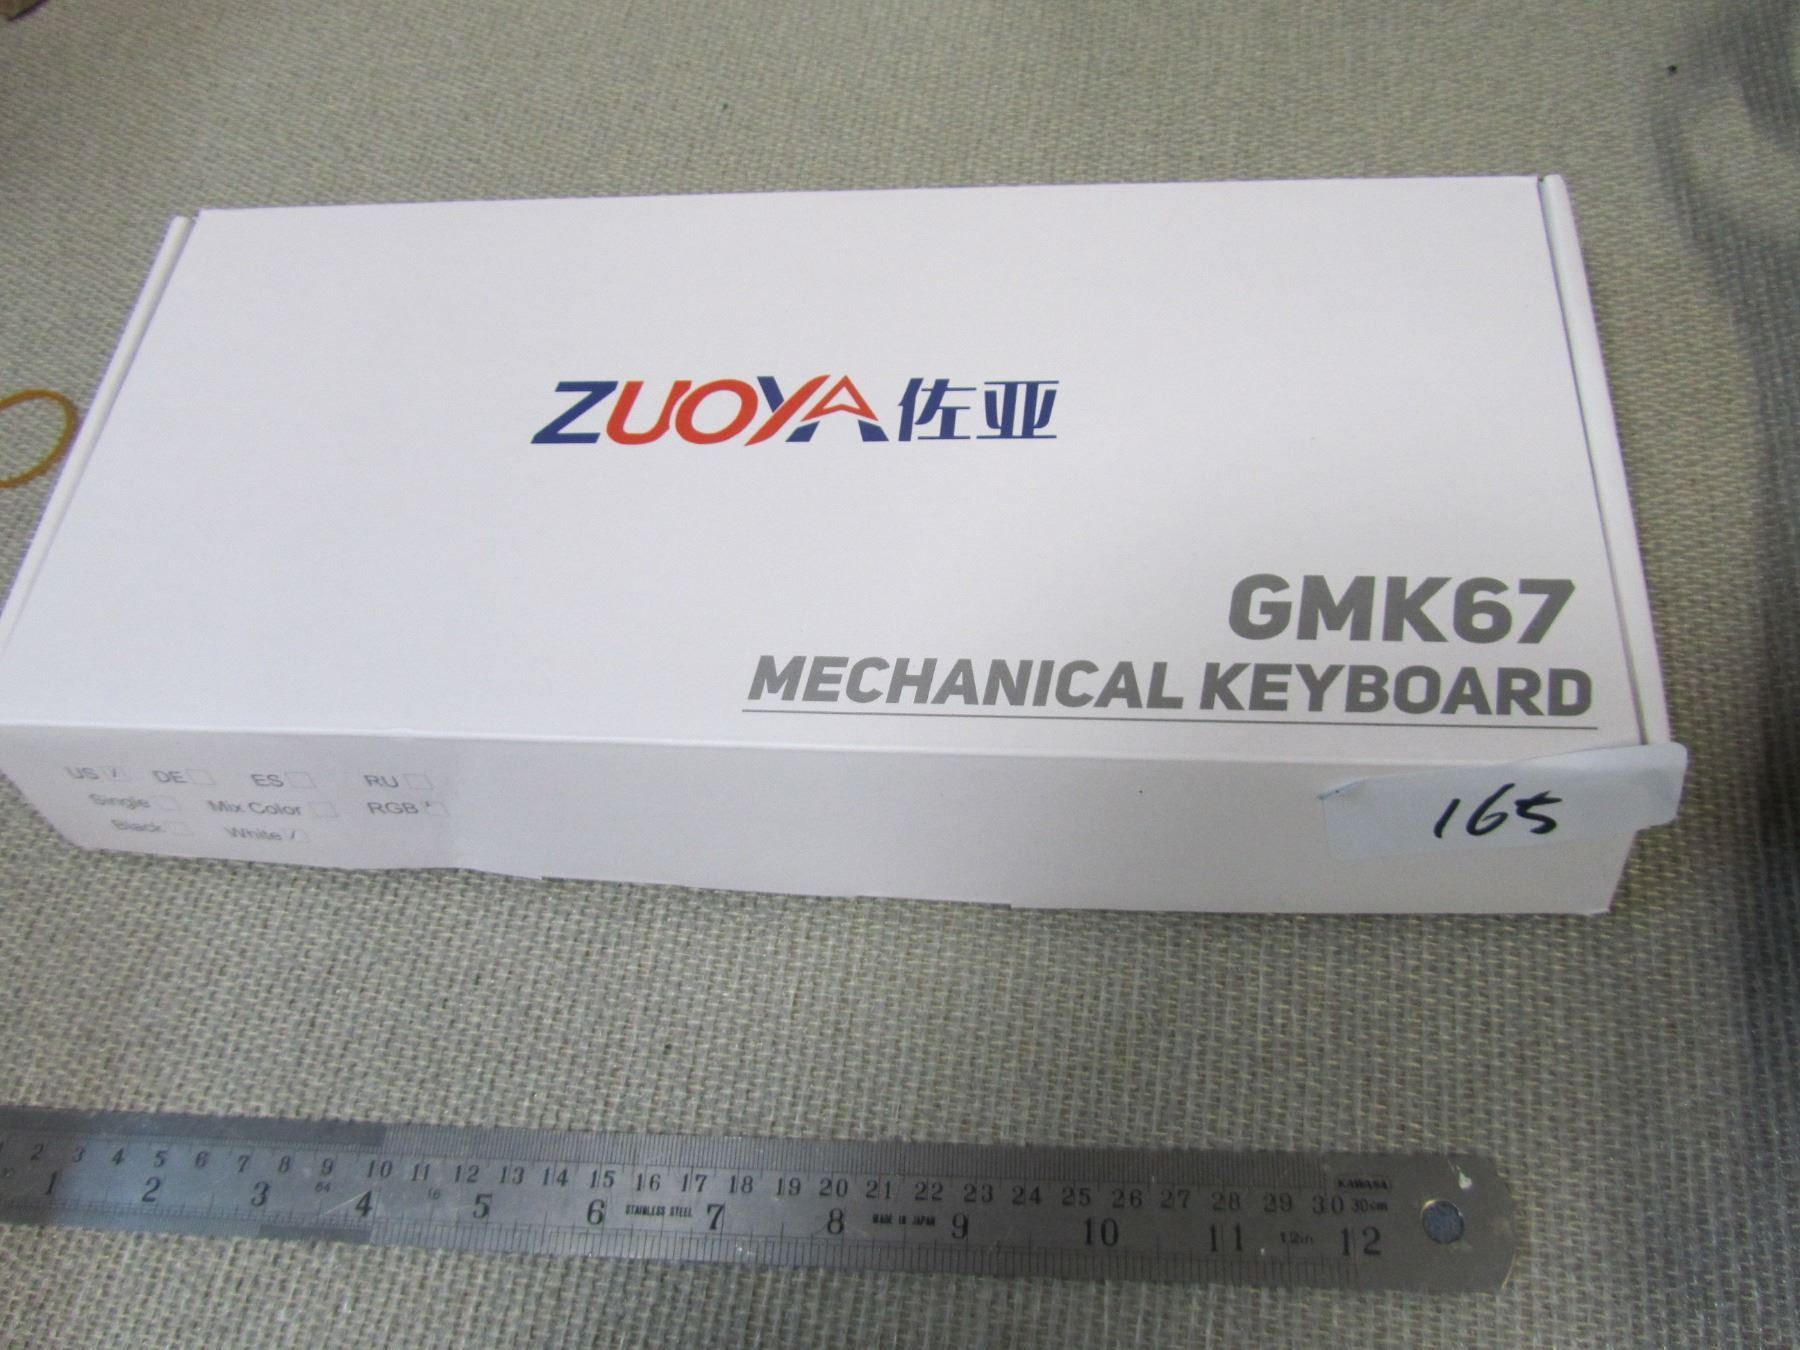 ZUOYA佐亚
GMK67
MECHANICAL KEYBOARD
US DE ES RU
Single Mix Color RGB
Black White
165
2 3 4 5 6 7 8 9 10 11 12 13 14 15 16 17 18 19 20 21 22 23 24 25 26 27 28 29 30 30cm
KAWASA
1 2 3 64 4 16 5 6 STAINLESS STEEL 7 8 MADE IN JAPAN 9 10 11 12in 12